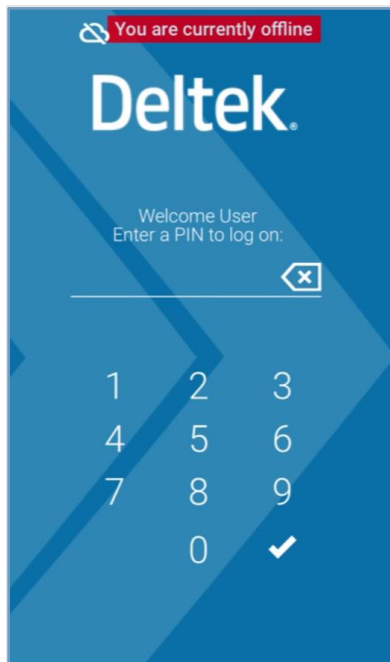 You are currently offline
Deltek®
Welcome User
Enter a PIN to log on:
1 2 3
4 5 6
7 8 9
0